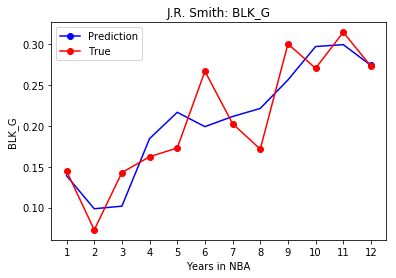 J.R. Smith: BLK_G
Prediction
True
0.30
0.25
0.20
0.15
0.10
BLK_G
1 2 3 4 5 6 7 8 9 10 11 12
Years in NBA